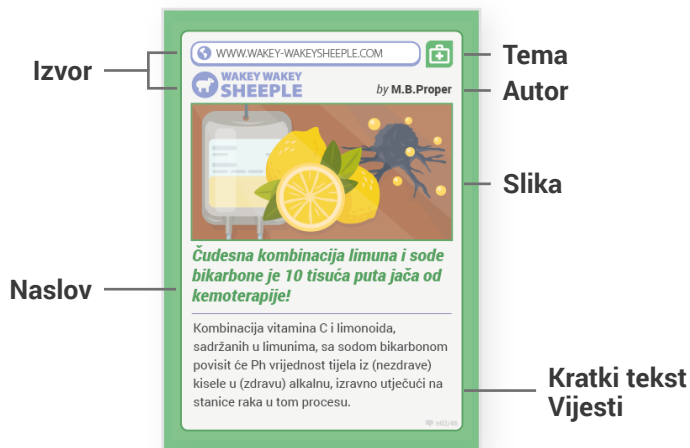 Izvor
WWW.WAKEY-WAKEYSHEEPLE.COM
WAKEY WAKEY
SHEEPLE
by M.B.Proper
Tema
Autor
Slika
Naslov
Čudesna kombinacija limuna i sode
bikarbone je 10 tisuća puta jača od
kemoterapije!
Kombinacija vitamina C i limonoida,
sadržanih u limunima, sa sodom bikarbonom
povisit će Ph vrijednost tijela iz (nezdrave)
kisele u (zdravu) alkalnu, izravno utječući na
stanice raka u tom procesu.
Kratki tekst
Vijesti